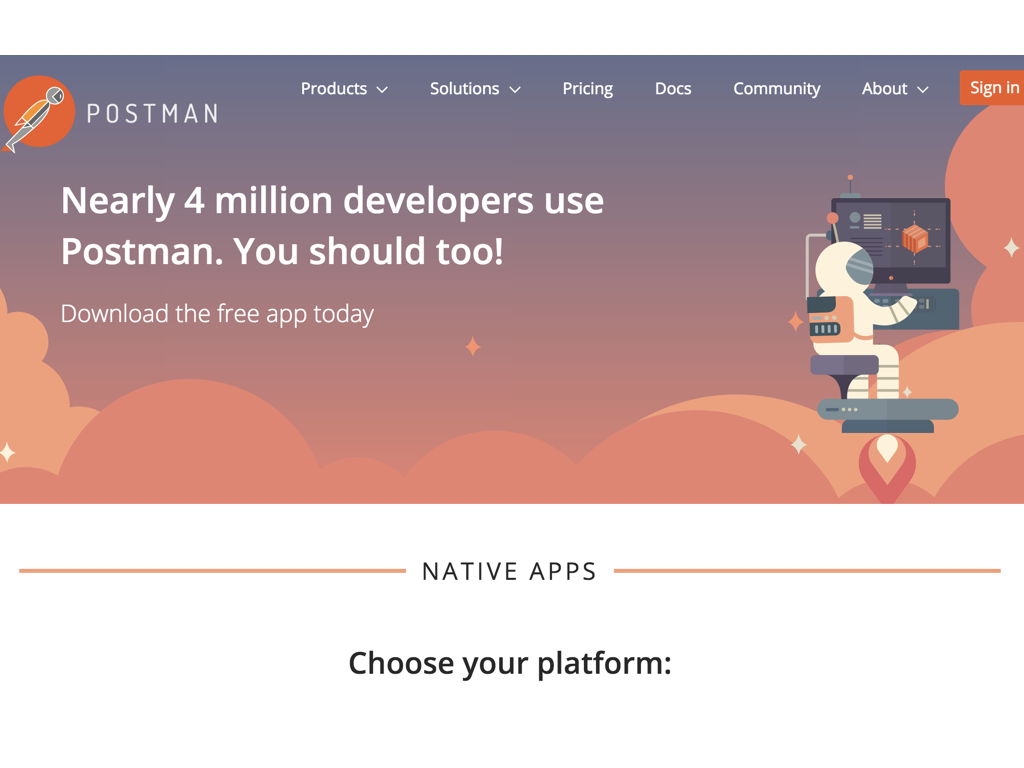 POSTMAN
Products
Solutions
Pricing
Docs
Community
About
Sign in
Nearly 4 million developers use
Postman. You should too!
Download the free app today
NATIVE APPS
Choose your platform: